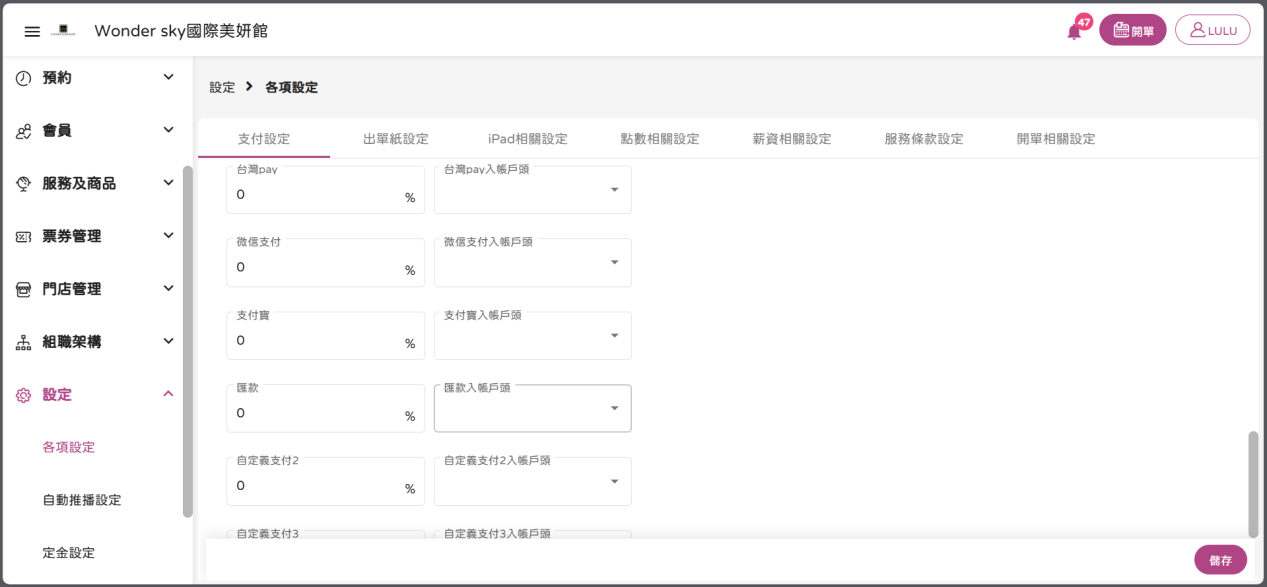 Wonder sky國際美妍館
47
開單
LULU
預約
會員
服務及商品
票券管理
門店管理
組職架構
設定
各項設定
自動推播設定
定金設定
設定 各項設定
支付設定 出單紙設定 iPad相關設定 點數相關設定 薪資相關設定 服務條款設定 開單相關設定
台灣pay 台灣pay入帳戶頭
0 %
微信支付 微信支付入帳戶頭
0 %
支付寶 支付寶入帳戶頭
0 %
匯款 匯款入帳戶頭
0 %
自定義支付2 自定義支付2入帳戶頭
0 %
自定義支付3 自定義支付3入帳戶頭
儲存